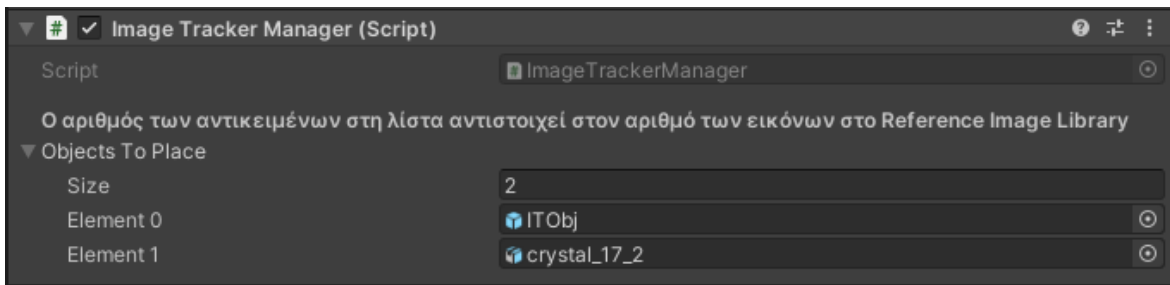 Image Tracker Manager (Script)
Script ImageTrackerManager
Ο αριθμός των αντικειμένων στη λίστα αντιστοιχεί στον αριθμό των εικόνων στο Reference Image Library
Objects To Place
Size 2
Element 0 ITObj
Element 1 crystal_17_2